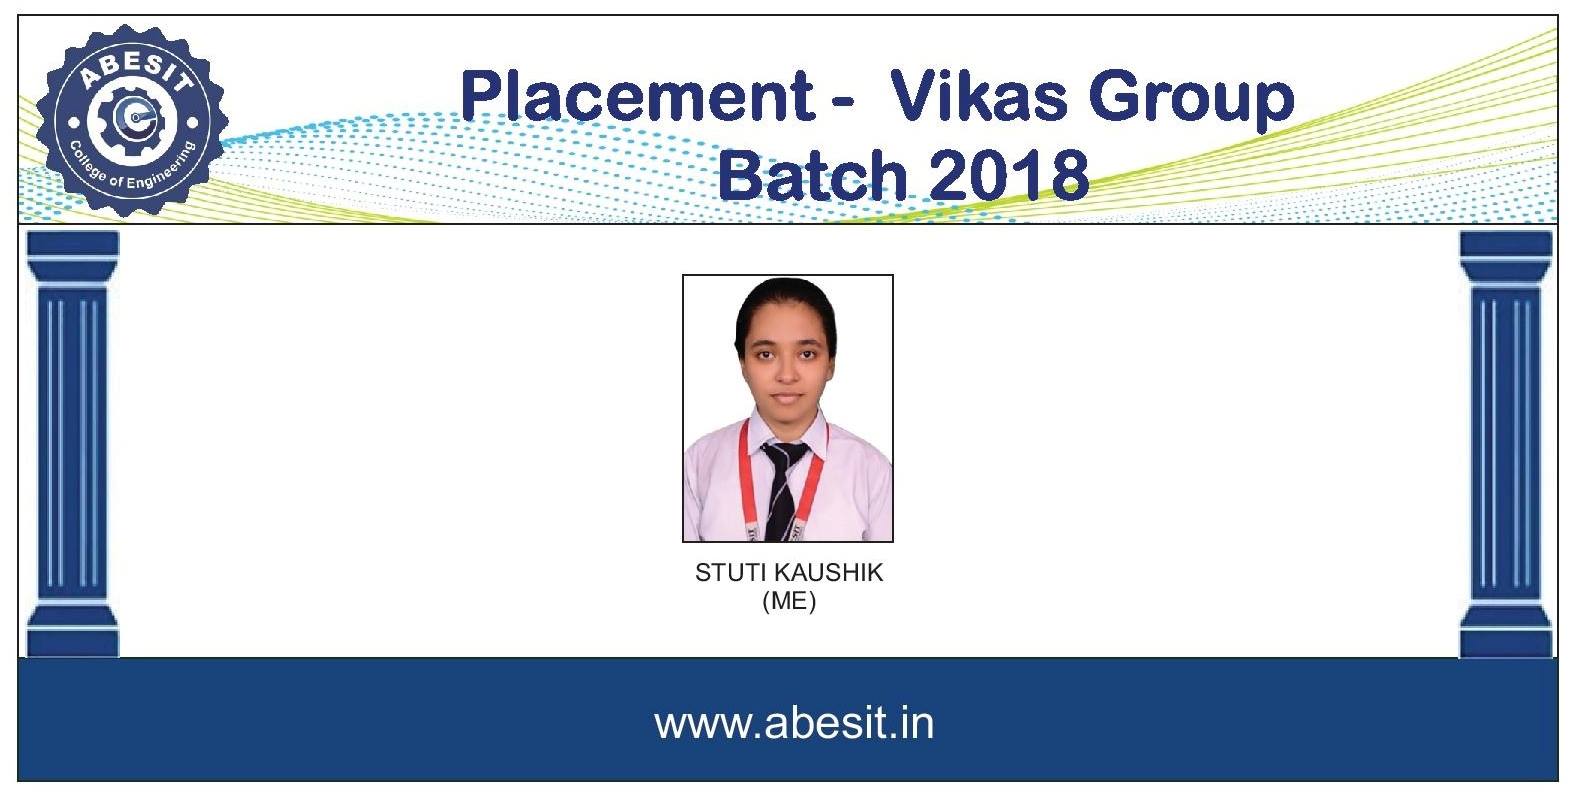 ABESIT
College of Engineering
Placement - Vikas Group
Batch 2018
STUTI KAUSHIK
(ME)
www.abesit.in